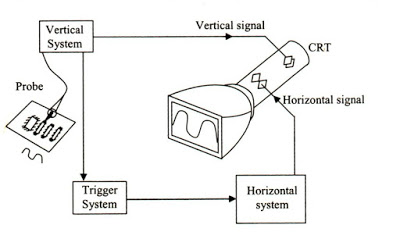 Vertical signal
Vertical
System
CRT
Probe
Horizontal signal
Trigger
System
Horizontal
system